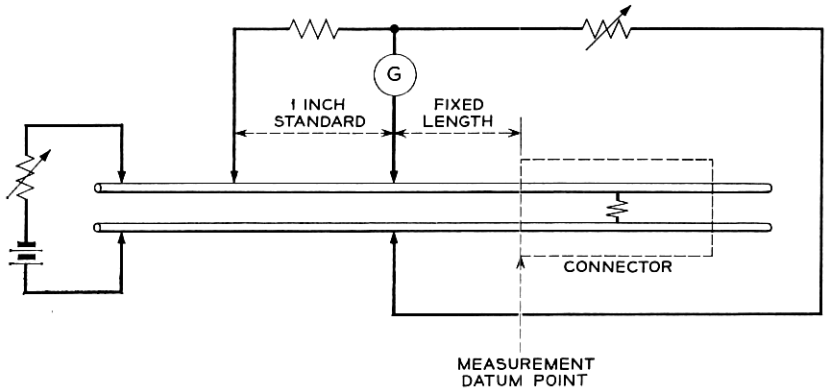 G
1 INCH
STANDARD
FIXED
LENGTH
CONNECTOR
MEASUREMENT
DATUM POINT